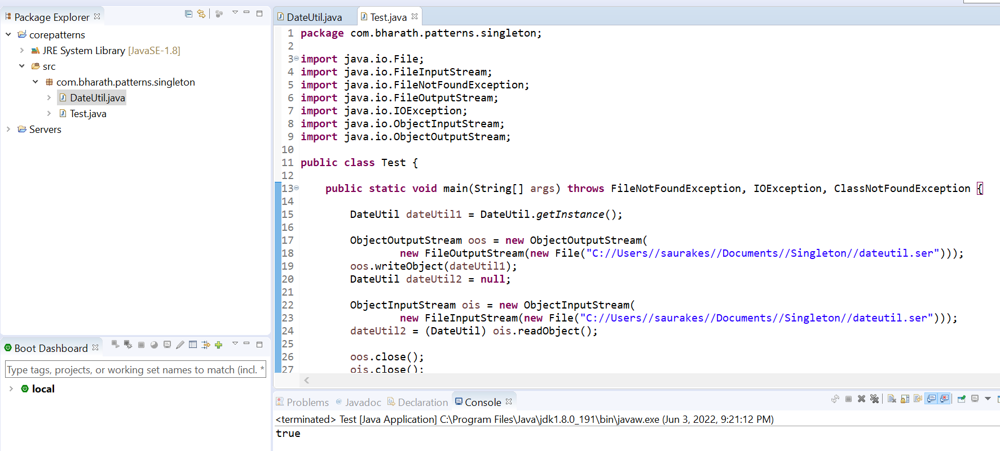 Package Explorer
corepatterns
JRE System Library [JavaSE-1.8]
src
com.bharath.patterns.singleton
DateUtil.java
Test.java
Servers
Boot Dashboard
Type tags, projects, or working set names to match (incl. *
local
DateUtil.java
Test.java
1 package com.bharath.patterns.singleton;
2
3 import java.io.File;
4 import java.io.FileInputStream;
5 import java.io.FileNotFoundException;
6 import java.io.FileOutputStream;
7 import java.io.IOException;
8 import java.io.ObjectInputStream;
9 import java.io.ObjectOutputStream;
10
11 public class Test {
12
13 public static void main(String[] args) throws FileNotFoundException, IOException, ClassNotFoundException {
14
15 DateUtil dateUtil1 = DateUtil.getInstance();
16
17 ObjectOutputStream oos = new ObjectOutputStream(
18 new FileOutputStream(new File("C://Users//saurakes//Documents//Singleton//dateutil.ser")));
19 oos.writeObject(dateUtil1);
20 DateUtil dateUtil2 = null;
21
22 ObjectInputStream ois = new ObjectInputStream(
23 new FileInputStream(new File("C://Users//saurakes//Documents//Singleton//dateutil.ser")));
24 dateUtil2 = (DateUtil) ois.readObject();
25
26 oos.close();
27 ois.close();
Problems @ Javadoc Declaration Console
<terminated> Test [Java Application] C:\Program Files\Java\jdk1.8.0_191\bin\javaw.exe (Jun 3, 2022, 9:21:12 PM)
true